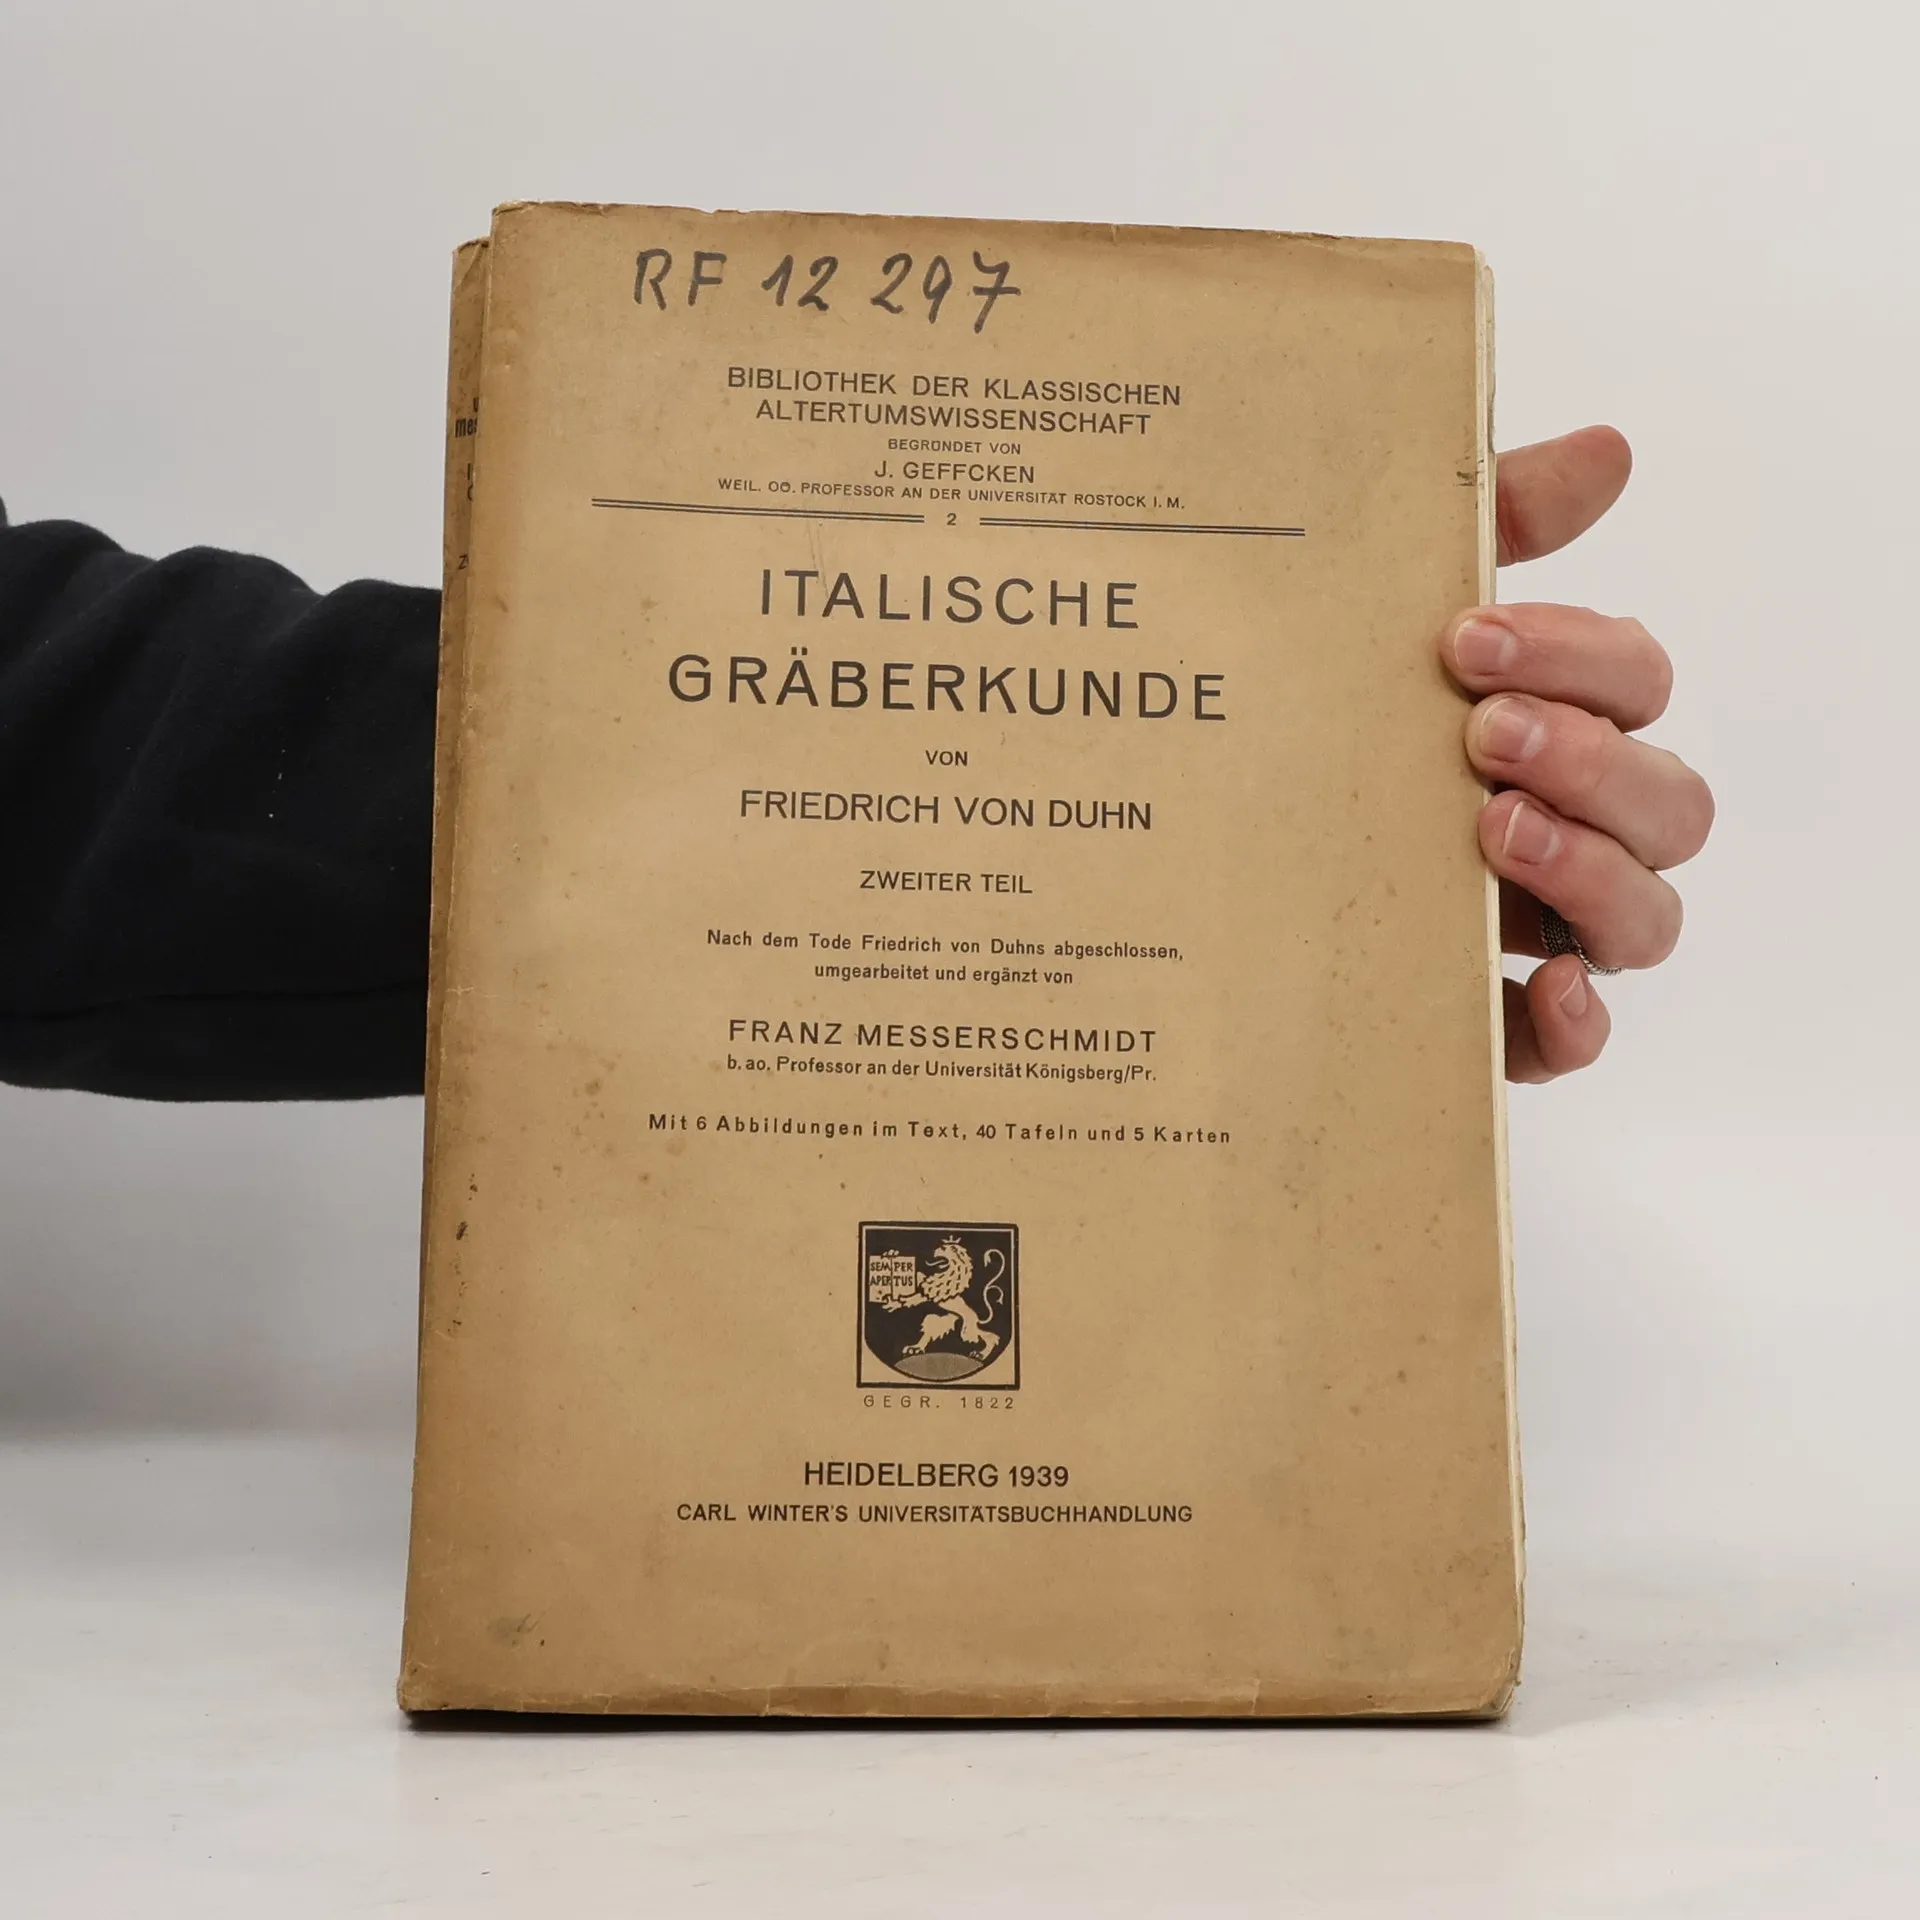 RF 12 297
BIBLIOTHEK DER KLASSISCHEN
ALTERTUMSWISSENSCHAFT
BEGRÜNDET VON
J. GEFFCKEN
WEIL. OÖ. PROFESSOR AN DER UNIVERSITÄT ROSTOCK I. M.
2
ITALISCHE
GRÄBERKUNDE
VON
FRIEDRICH VON DUHN
ZWEITER TEIL
Nach dem Tode Friedrich von Duhns abgeschlossen,
umgearbeitet und ergänzt von
FRANZ MESSERSCHMIDT
b. ao. Professor an der Universität Königsberg/Pr.
Mit 6 Abbildungen im Text, 40 Tafeln und 5 Karten
SEMPER
APERTUS
GEGR. 1822
HEIDELBERG 1939
CARL WINTER'S UNIVERSITÄTSBUCHHANDLUNG